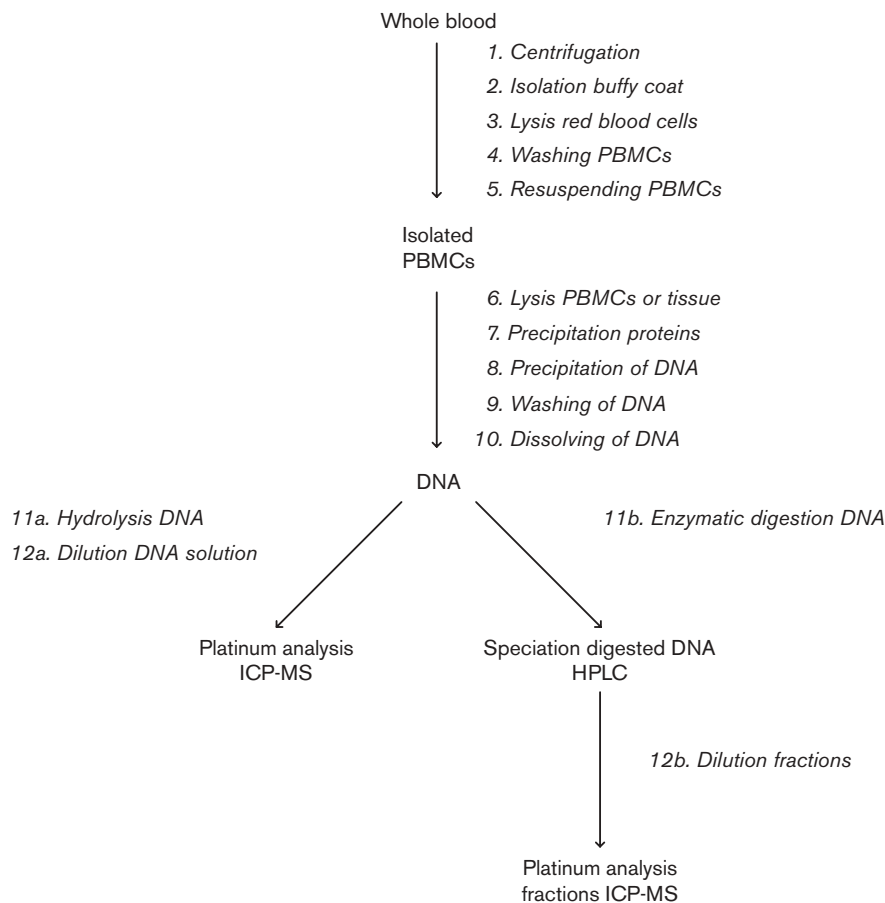 Whole blood
1. Centrifugation
2. Isolation buffy coat
3. Lysis red blood cells
4. Washing PBMCs
5. Resuspending PBMCs
Isolated
PBMCs
6. Lysis PBMCs or tissue
7. Precipitation proteins
8. Precipitation of DNA
9. Washing of DNA
10. Dissolving of DNA
DNA
11a. Hydrolysis DNA
12a. Dilution DNA solution
11b. Enzymatic digestion DNA
Platinum analysis
ICP-MS
Speciation digested DNA
HPLC
12b. Dilution fractions
Platinum analysis
fractions ICP-MS